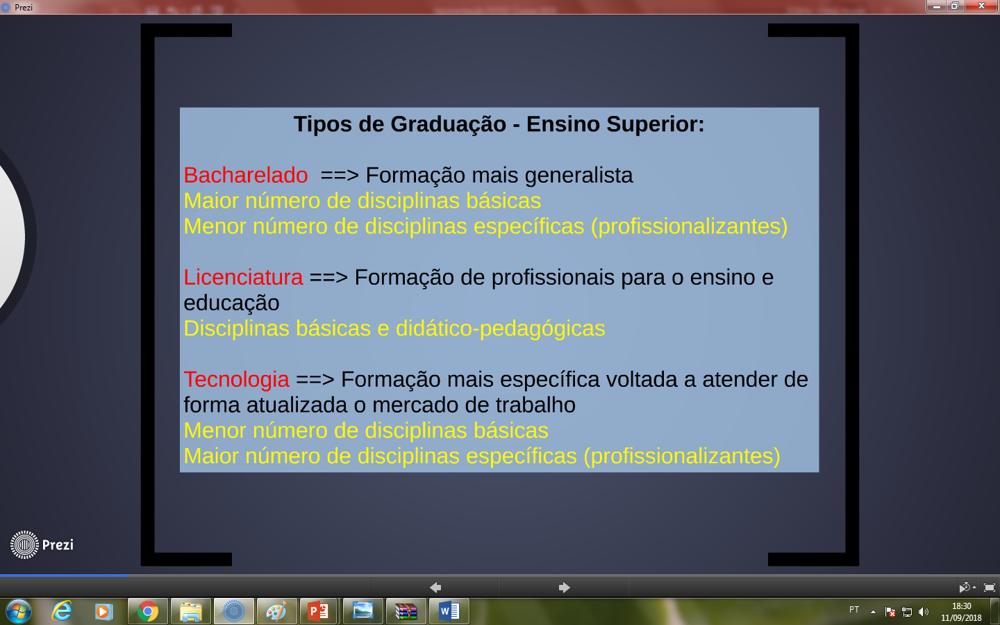 Prezi
Tipos de Graduação - Ensino Superior:
Bacharelado ==> Formação mais generalista
Maior número de disciplinas básicas
Menor número de disciplinas específicas (profissionalizantes)
Licenciatura ==> Formação de profissionais para o ensino e
educação
Disciplinas básicas e didático-pedagógicas
Tecnologia ==> Formação mais específica voltada a atender de
forma atualizada o mercado de trabalho
Menor número de disciplinas básicas
Maior número de disciplinas específicas (profissionalizantes)
Prezi
PT
18:30
11/09/2018